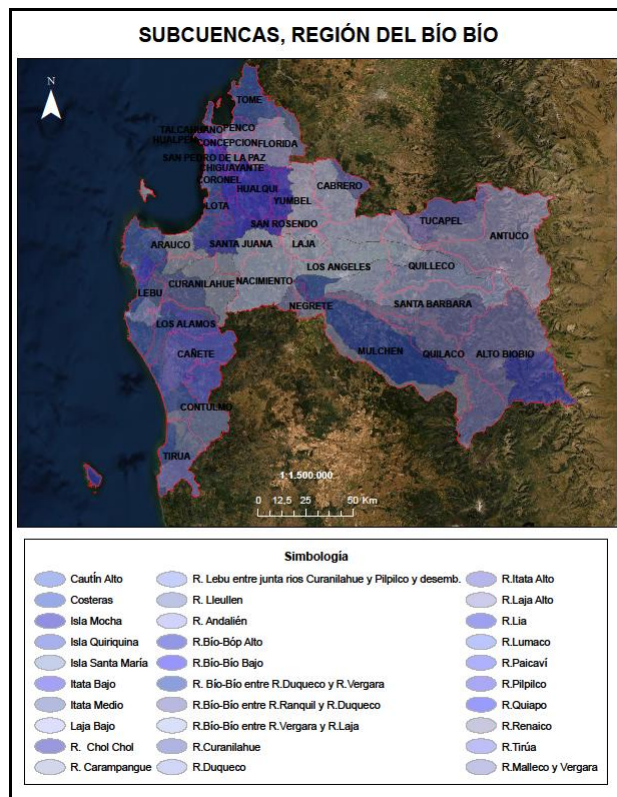 SUBCUENCAS, REGIÓN DEL BÍO BÍO
N
TOME
TALCAHUANO
PENCO
HUALPEN
CONCEPCION
FLORIDA
SAN PEDRO DE LA PAZ
CHIGUAYANTE
CORONEL
HUALQUI
CABRERO
LOTA
YUMBEL
TUCAPEL
SAN ROSENDO
ANTUCO
ARAUCO
SANTA JUANA
LAJA
LOS ANGELES
QUILLECO
CURANILAHUE
NACIMIENTO
LEBU
NEGRETE
SANTA BARBARA
LOS ALAMOS
CAÑETE
MULCHEN
QUILACO
ALTO BIOBIO
CONTULMO
TIRUA
1:1.500.000
0 12,5 25 50 Km
Simbología
Cautín Alto
Costeras
Isla Mocha
Isla Quiriquina
Isla Santa María
Itata Bajo
Itata Medio
Laja Bajo
R. Chol Chol
R. Carampangue
R. Lebu entre junta rios Curanilahue y Pilpilco y desemb.
R. Lleullen
R. Andalién
R.Bío-Bóp Alto
R.Bío-Bío Bajo
R. Bío-Bío entre R.Duqueco y R.Vergara
R.Bío-Bío entre R.Ranquil y R.Duqueco
R.Bío-Bío entre R.Vergara y R.Laja
R.Curanilahue
R.Duqueco
R.Itata Alto
R.Laja Alto
R.Lia
R.Lumaco
R.Paicaví
R.Pilpilco
R.Quiapo
R.Renaico
R.Tirúa
R.Malleco y Vergara